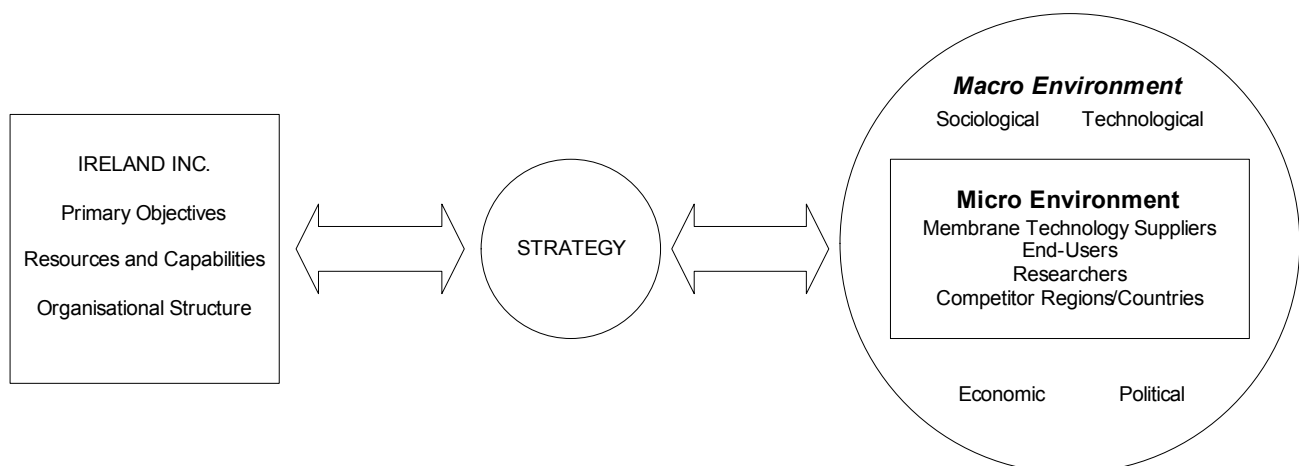 IRELAND INC.
Primary Objectives
Resources and Capabilities
Organisational Structure
STRATEGY
Macro Environment
Sociological Technological
Micro Environment
Membrane Technology Suppliers
End-Users
Researchers
Competitor Regions/Countries
Economic Political